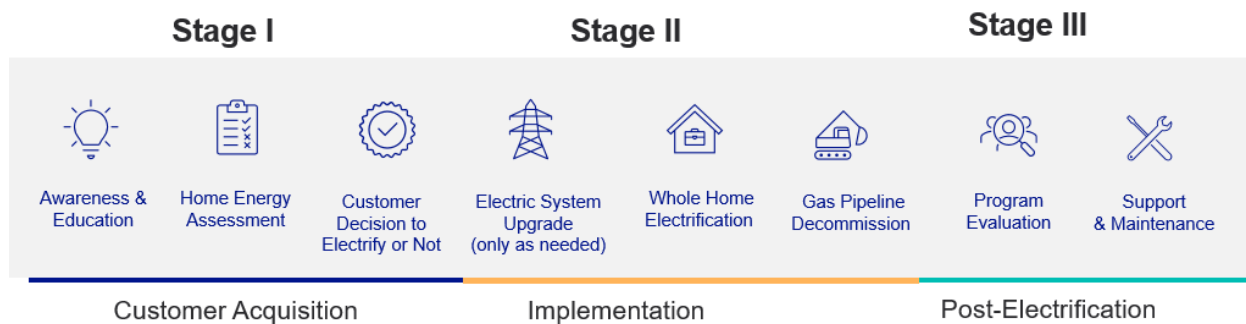 Stage I
Stage II
Stage III
Awareness &
Education
Home Energy
Assessment
Customer
Decision to
Electrify or Not
Electric System
Upgrade
(only as needed)
Whole Home
Electrification
Gas Pipeline
Decommission
Program
Evaluation
Support
& Maintenance
Customer Acquisition
Implementation
Post-Electrification